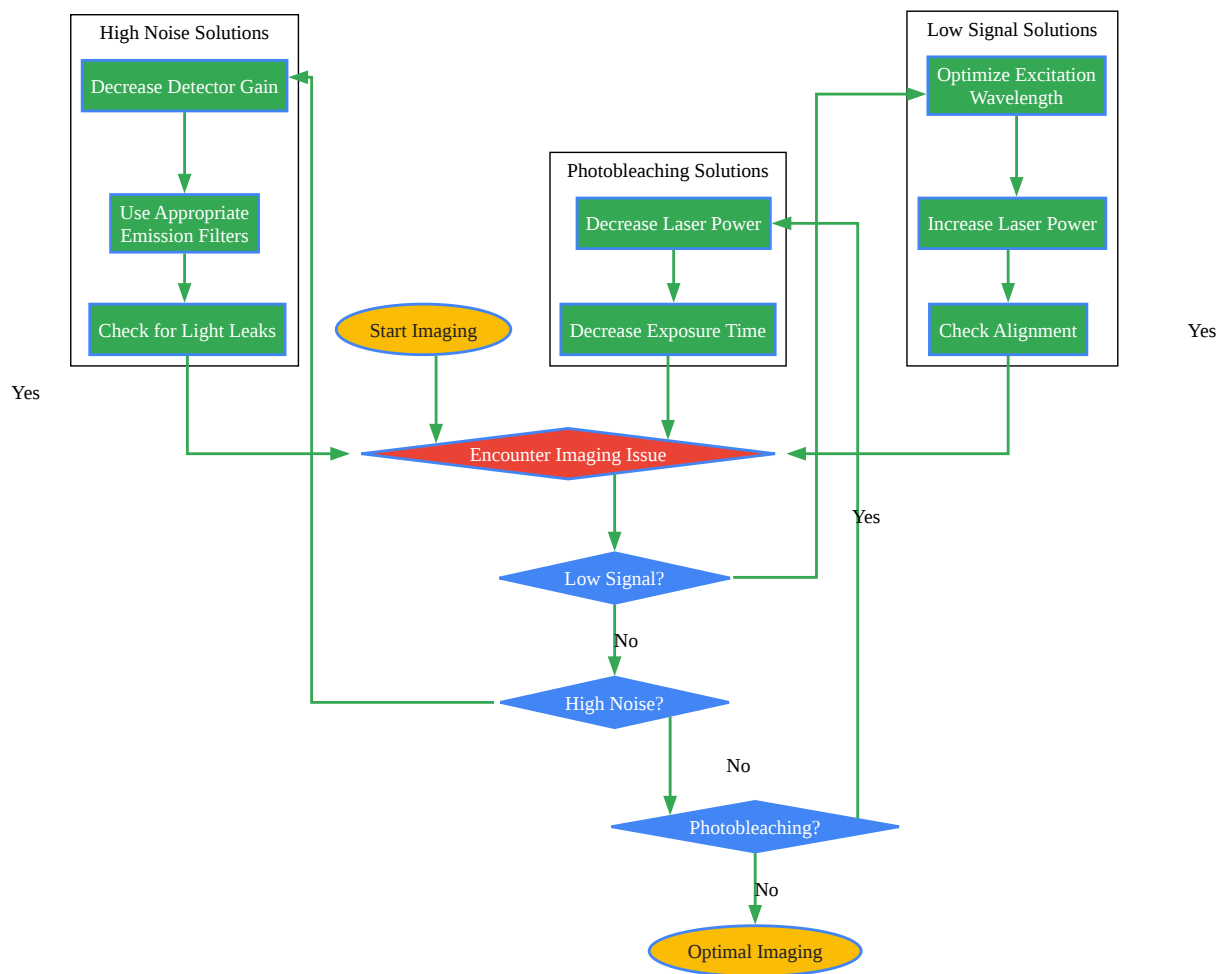 High Noise Solutions
Decrease Detector Gain
Use Appropriate
Emission Filters
Check for Light Leaks
Low Signal Solutions
Optimize Excitation
Wavelength
Increase Laser Power
Check Alignment
Photobleaching Solutions
Decrease Laser Power
Decrease Exposure Time
Start Imaging
Yes
Yes
Encounter Imaging Issue
Yes
Low Signal?
No
High Noise?
No
Photobleaching?
No
Optimal Imaging